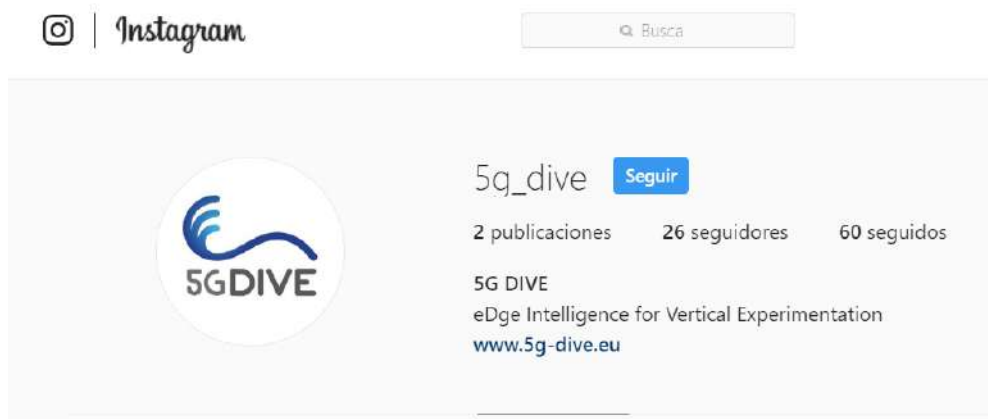 Instagram
Busca
5g_dive Seguir
2 publicaciones 26 seguidores 60 seguidos
5GDIVE
5G DIVE
eDge Intelligence for Vertical Experimentation
www.5g-dive.eu